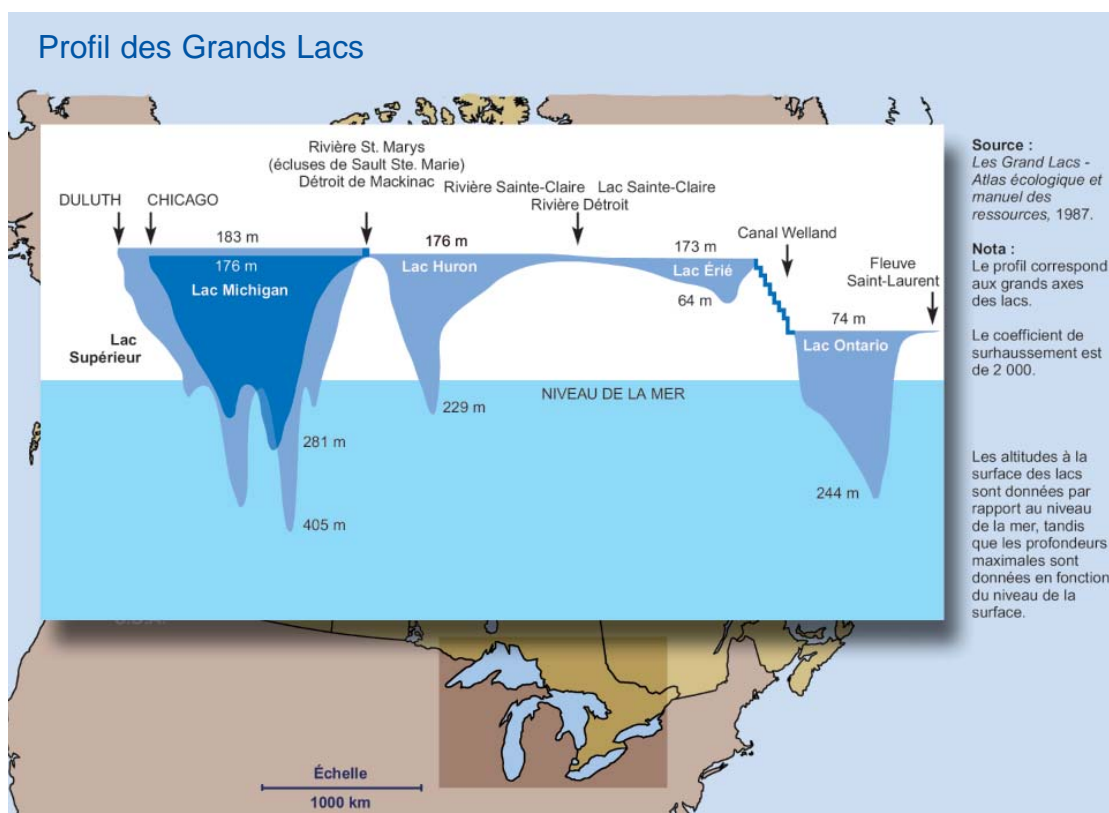 Profil des Grands Lacs
Rivière St. Marys
(écluses de Sault Ste. Marie)
Détroit de Mackinac
Rivière Sainte-Claire
Lac Sainte-Claire
Rivière Détroit
DULUTH
CHICAGO
Canal Welland
Fleuve
Saint-Laurent
183 m
176 m
Lac Michigan
176 m
Lac Huron
173 m
Lac Érié
64 m
74 m
Lac Ontario
Lac
Supérieur
NIVEAU DE LA MER
229 m
281 m
244 m
405 m
Source :
Les Grand Lacs -
Atlas écologique et
manuel des
ressources, 1987.
Nota :
Le profil correspond
aux grands axes
des lacs.
Le coefficient de
surhaussement est
de 2 000.
Les altitudes à la
surface des lacs
sont données par
rapport au niveau
de la mer, tandis
que les profondeurs
maximales sont
données en fonction
du niveau de la
surface.
Échelle
1000 km